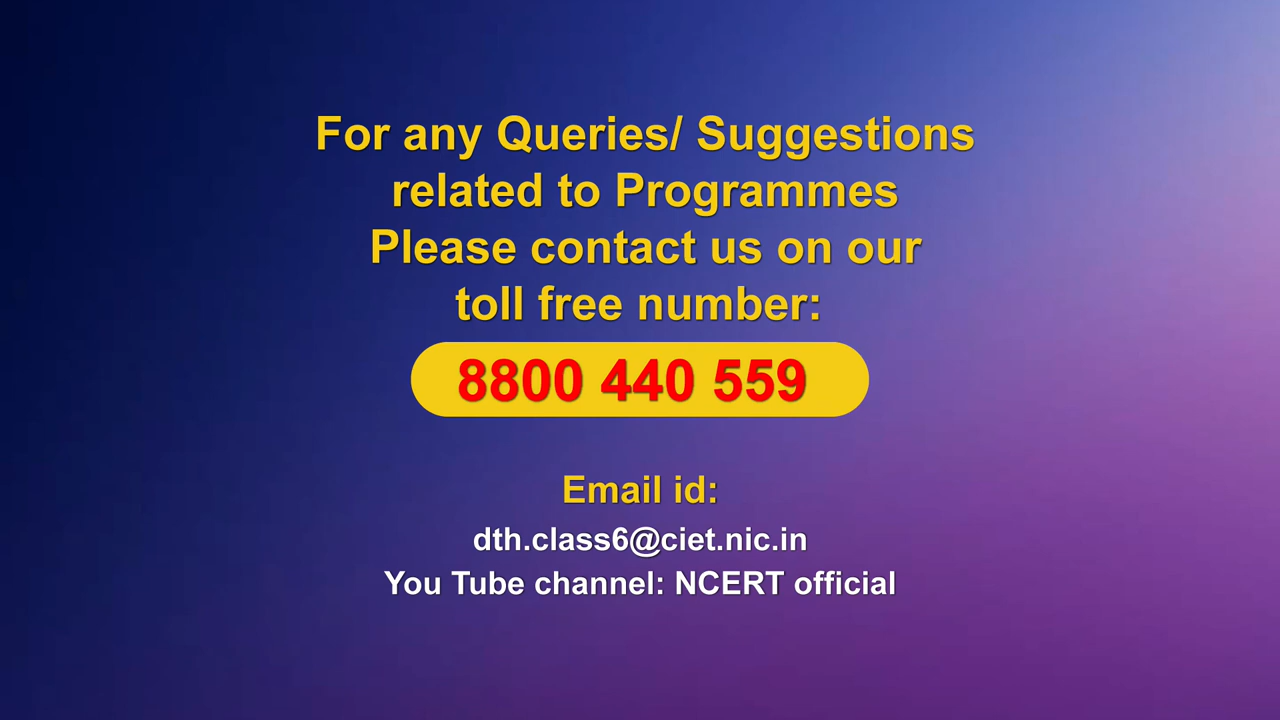 For any Queries/ Suggestions
related to Programmes
Please contact us on our
toll free number:
8800 440 559
Email id:
dth.class6@ciet.nic.in
You Tube channel: NCERT official